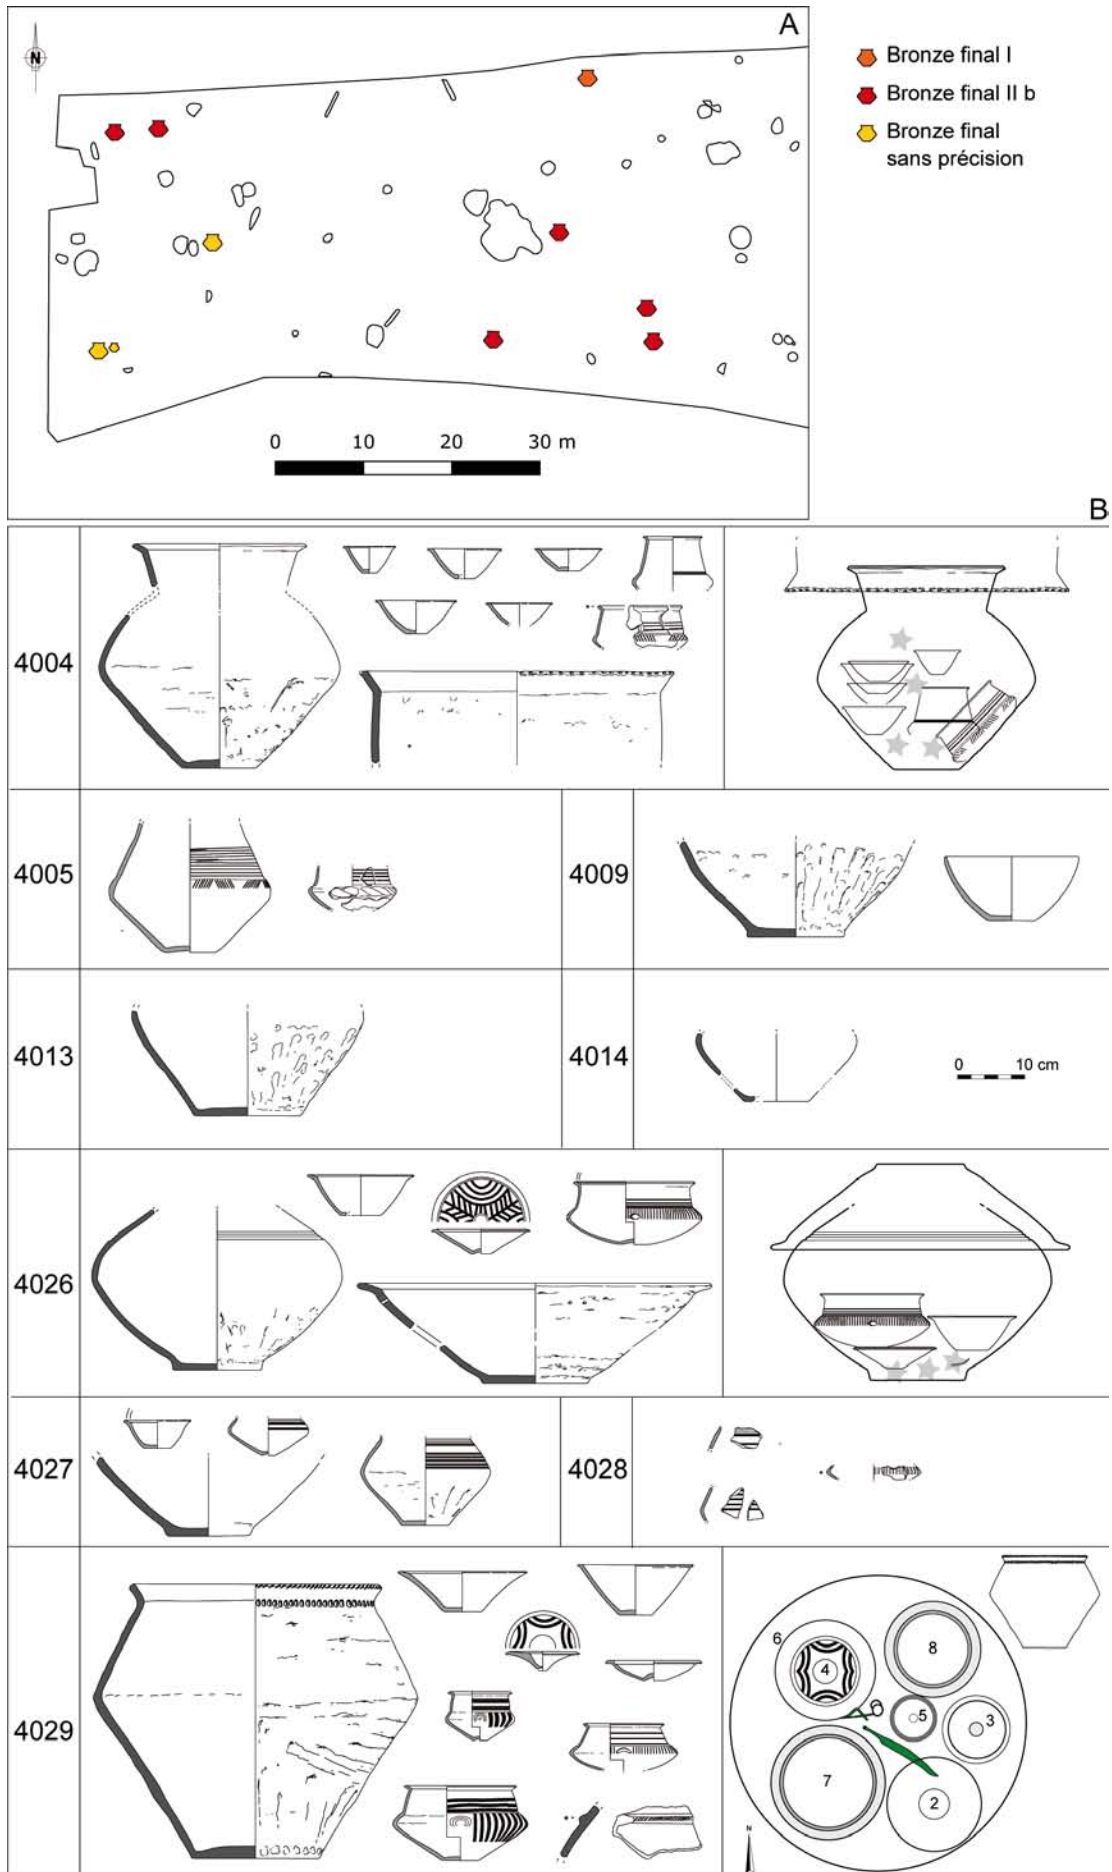 A
N
Bronze final I
Bronze final II b
Bronze final
sans précision
0 10 20 30 m
B
4004
4005
4009
4013
4014
0 10 cm
4026
4027
4028
4029
6
4
8
5
3
7
2
N